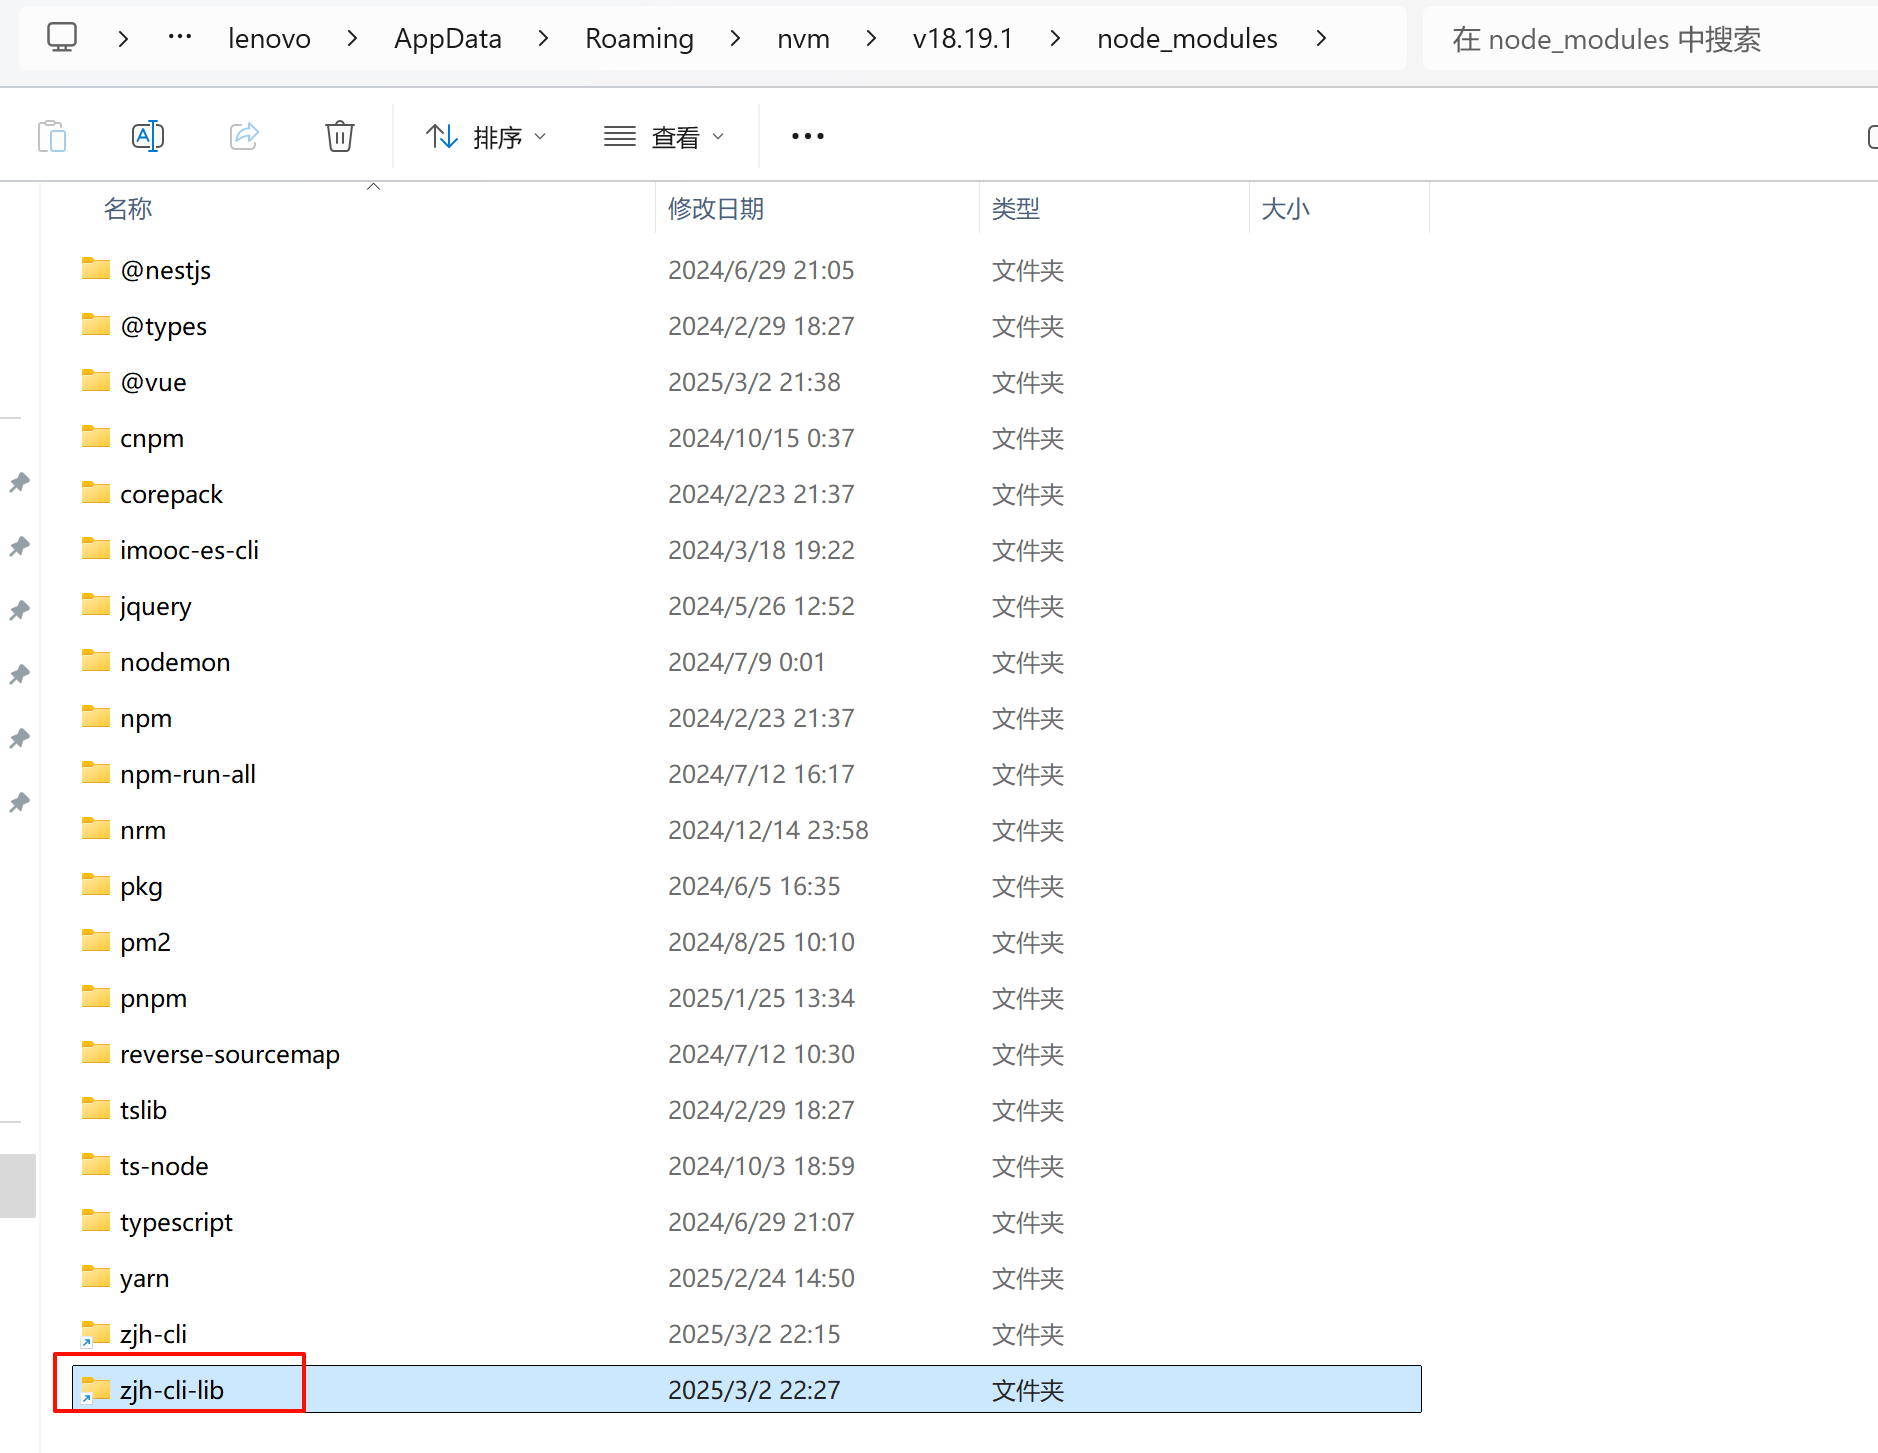 lenovo AppData Roaming nvm v18.19.1 node_modules 在 node_modules 中搜索
排序 查看
名称 修改日期 类型 大小
@nestjs 2024/6/29 21:05 文件夹
@types 2024/2/29 18:27 文件夹
@vue 2025/3/2 21:38 文件夹
cnpm 2024/10/15 0:37 文件夹
corepack 2024/2/23 21:37 文件夹
imooc-es-cli 2024/3/18 19:22 文件夹
jquery 2024/5/26 12:52 文件夹
nodemon 2024/7/9 0:01 文件夹
npm 2024/2/23 21:37 文件夹
npm-run-all 2024/7/12 16:17 文件夹
nrm 2024/12/14 23:58 文件夹
pkg 2024/6/5 16:35 文件夹
pm2 2024/8/25 10:10 文件夹
pnpm 2025/1/25 13:34 文件夹
reverse-sourcemap 2024/7/12 10:30 文件夹
tslib 2024/2/29 18:27 文件夹
ts-node 2024/10/3 18:59 文件夹
typescript 2024/6/29 21:07 文件夹
yarn 2025/2/24 14:50 文件夹
zjh-cli 2025/3/2 22:15 文件夹
zjh-cli-lib 2025/3/2 22:27 文件夹